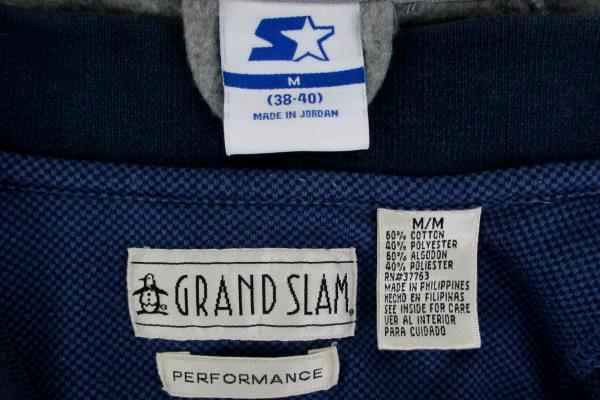 S
M
(38-40)
MADE IN JORDAN
GRAND SLAM®
PERFORMANCE
M/M
60% COTTON
40% POLYESTER
60% ALGODON
40% POLIESTER
RN#37763
MADE IN PHILIPPINES
HECHO EN FILIPINAS
SEE INSIDE FOR CARE
VER AL INTERIOR
PARA CUIDADO